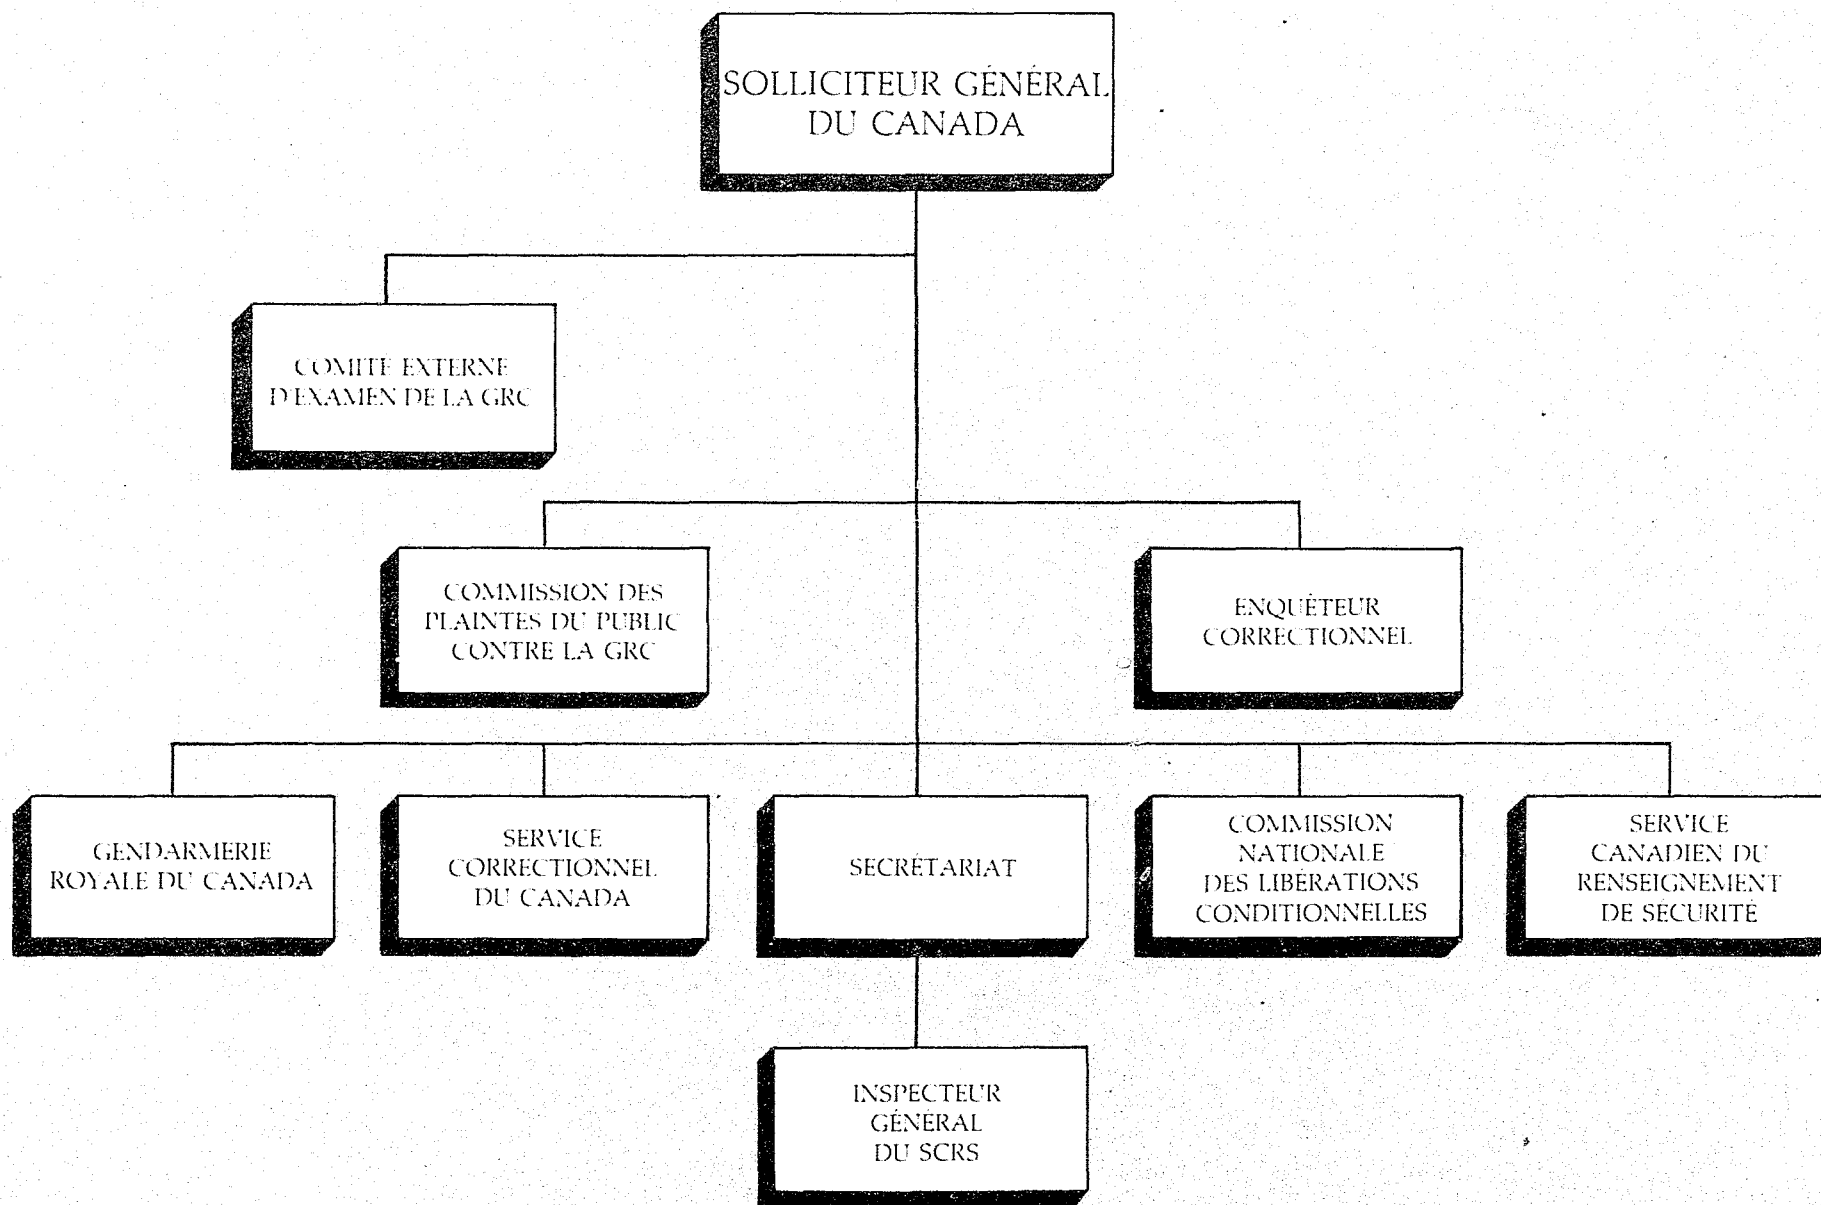 SOLLICITEUR GÉNÉRAL
DU CANADA
COMITÉ EXTERNE
D'EXAMEN DE LA GRC
COMMISSION DES
PLAINTES DU PUBLIC
CONTRE LA GRC
ENQUÊTEUR
CORRECTIONNEL
GENDARMERIE
ROYALE DU CANADA
SERVICE
CORRECTIONNEL
DU CANADA
SECRÉTARIAT
COMMISSION
NATIONALE
DES LIBÉRATIONS
CONDITIONNELLES
SERVICE
CANADIEN DU
RENSEIGNEMENT
DE SÉCURITÉ
INSPECTEUR
GÉNÉRAL
DU SCRS